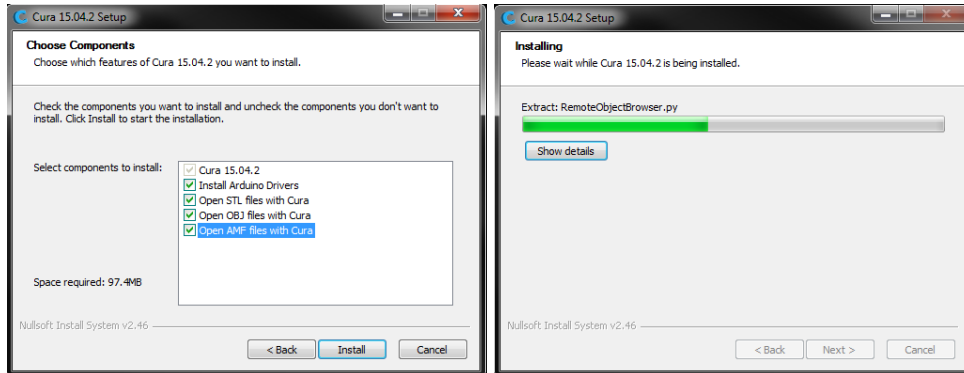 Cura 15.04.2 Setup
Choose Components
Choose which features of Cura 15.04.2 you want to install.
Check the components you want to install and uncheck the components you don't want to
install. Click Install to start the installation.
Select components to install:
Cura 15.04.2
Install Arduino Drivers
Open STL files with Cura
Open OBJ files with Cura
Open AMF files with Cura
Space required: 97.4MB
Nullsoft Install System v2.46
< Back
Install
Cancel
Cura 15.04.2 Setup
Installing
Please wait while Cura 15.04.2 is being installed.
Extract: RemoteObjectBrowser.py
Show details
Nullsoft Install System v2.46
< Back
Next >
Cancel